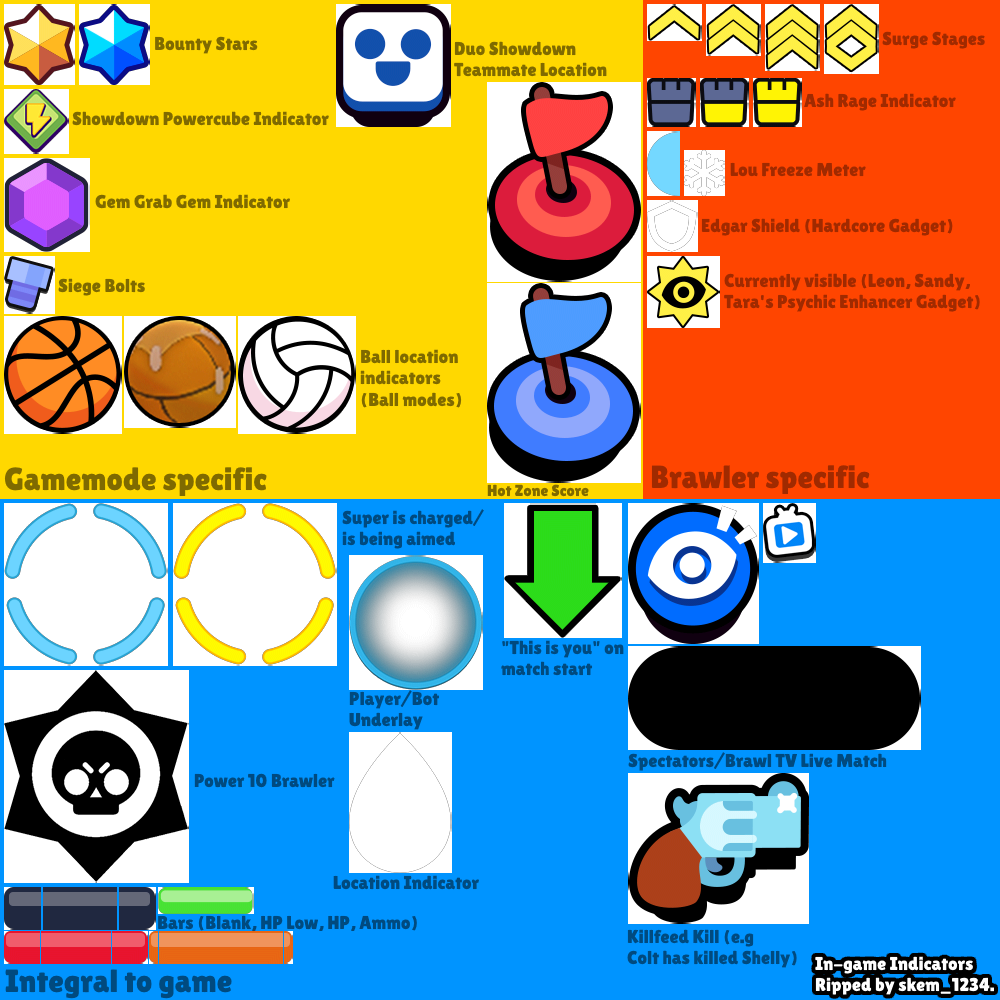 Bounty Stars
Duo Showdown
Teammate Location
Showdown Powercube Indicator
Gem Grab Gem Indicator
Siege Bolts
Ball location
indicators
(Ball modes)
Hot Zone Score
Gamemode specific
Surge Stages
Ash Rage Indicator
Lou Freeze Meter
Edgar Shield (Hardcore Gadget)
Currently visible (Leon, Sandy,
Tara's Psychic Enhancer Gadget)
Brawler specific
Super is charged/
is being aimed
"This is you" on
match start
Player/Bot
Underlay
Power 10 Brawler
Location Indicator
Spectators/Brawl TV Live Match
Bars (Blank, HP Low, HP, Ammo)
Killfeed Kill (e.g
Colt has killed Shelly)
Integral to game
In-game Indicators
Ripped by skem_1234.